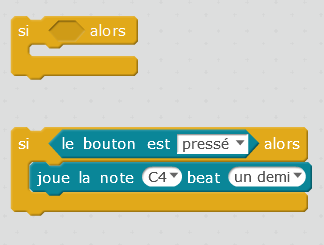 si alors
si le bouton est pressé alors
joue la note C4 beat un demi